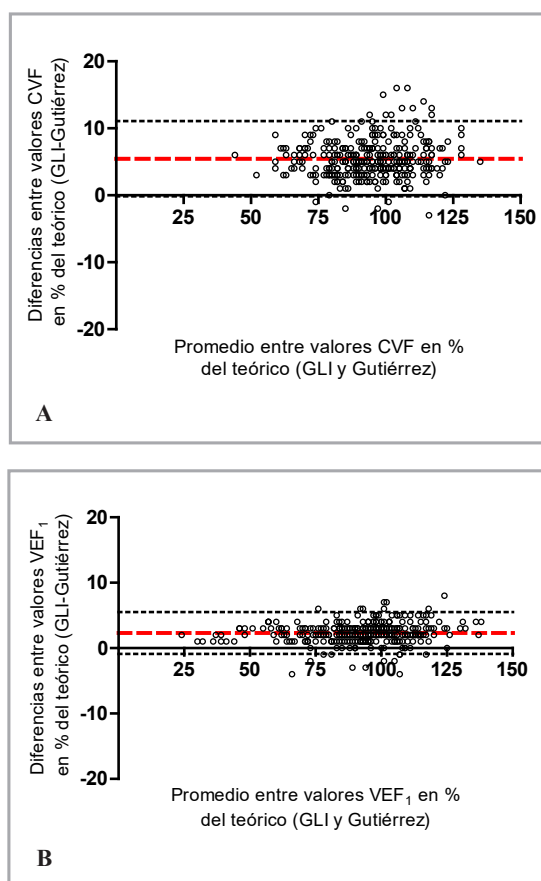 Diferencias entre valores CVF
en % del teórico (GLI-Gutiérrez)
20
10
0
-10
-20
25 50 75 100 125 150
Promedio entre valores CVF en %
del teórico (GLI y Gutiérrez)
A
Diferencias entre valores VEF₁
en % del teórico (GLI-Gutiérrez)
20
10
0
-10
-20
25 50 75 100 125 150
Promedio entre valores VEF₁ en %
del teórico (GLI y Gutiérrez)
B